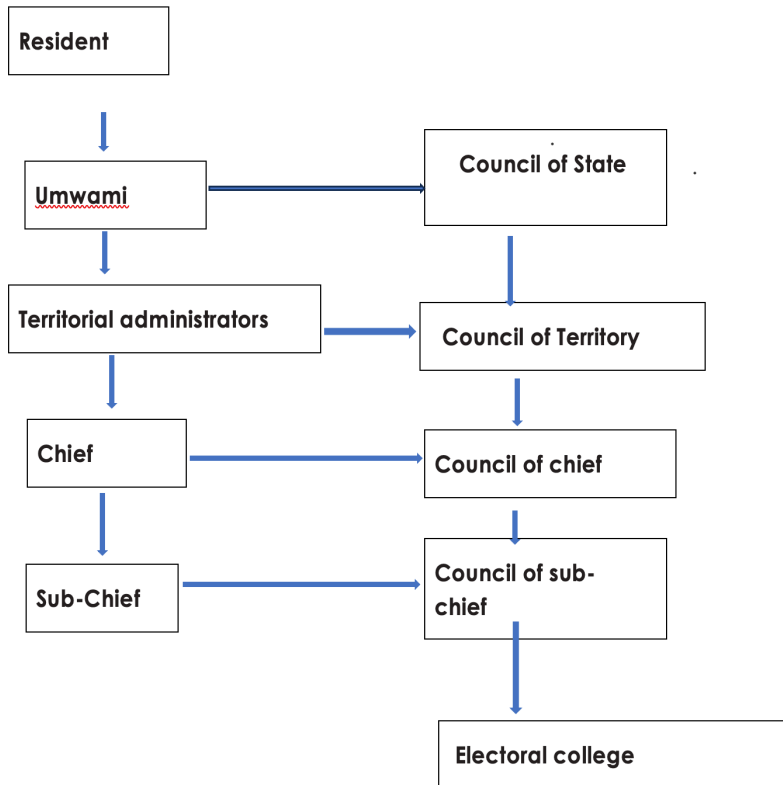 Resident
Umwami
Council of State
Territorial administrators
Council of Territory
Chief
Council of chief
Sub-Chief
Council of sub-
chief
Electoral college